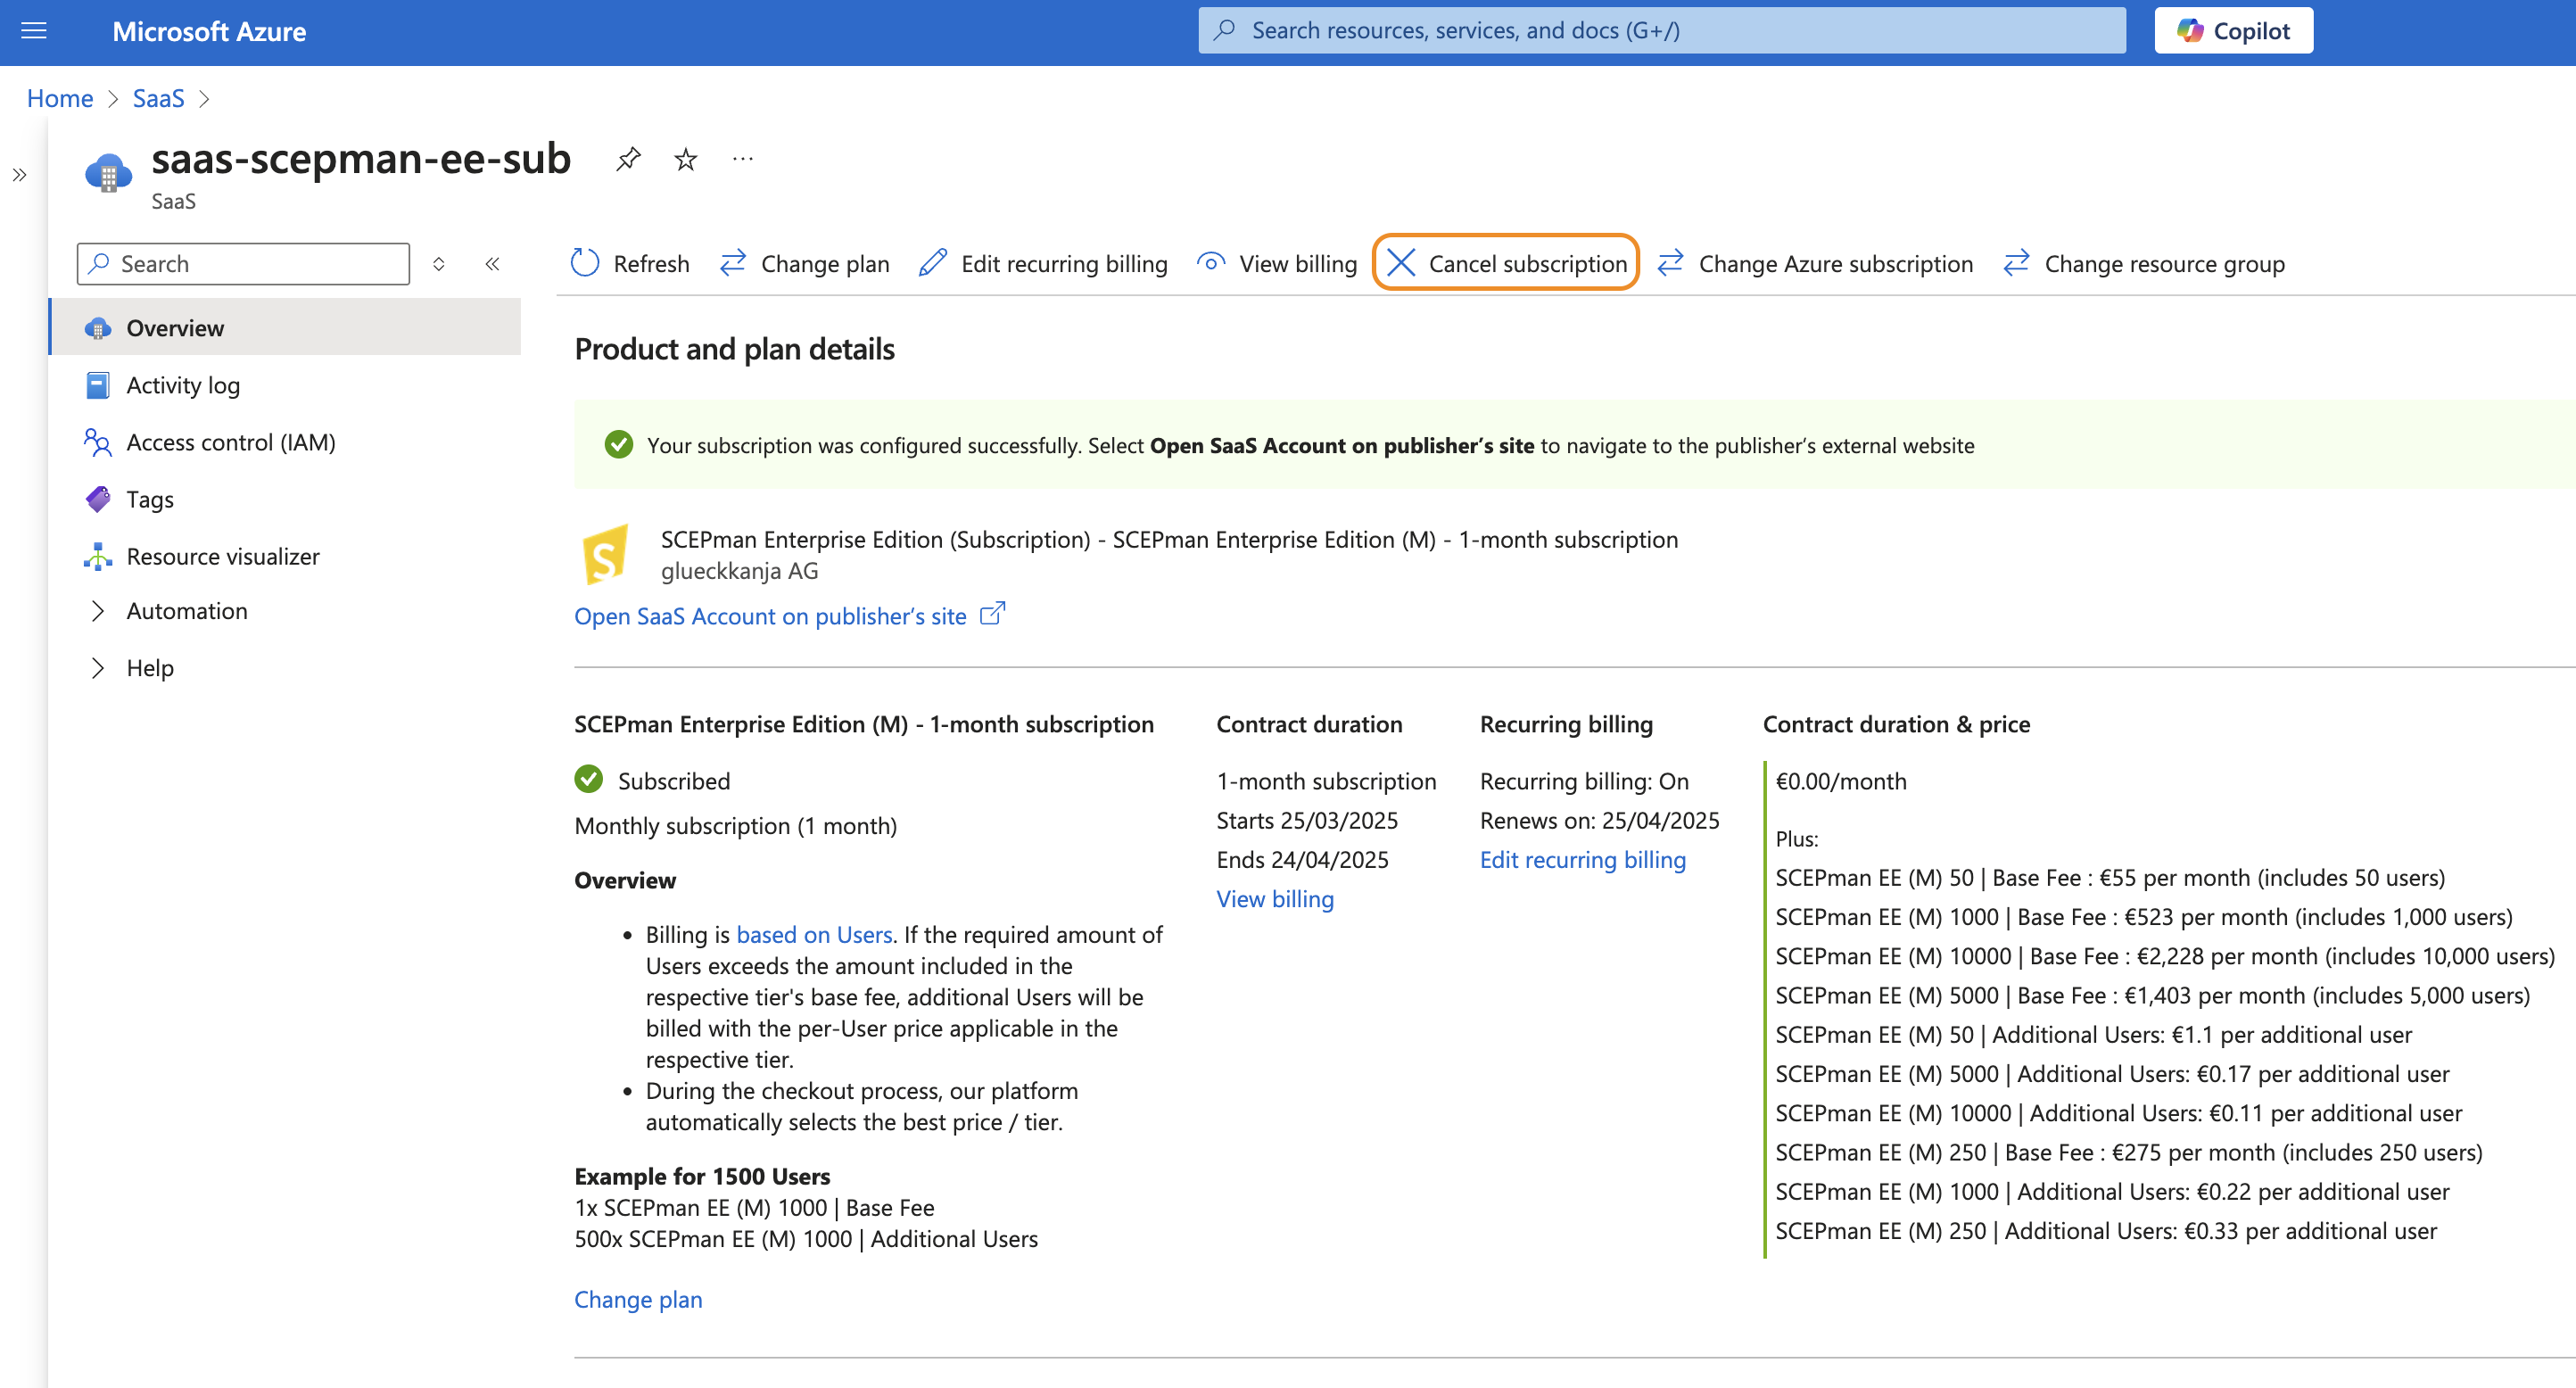 Microsoft Azure
Search resources, services, and docs (G+/)
Copilot
Home
SaaS
saas-scepman-ee-sub
SaaS
Search
Refresh
Change plan
Edit recurring billing
View billing
Cancel subscription
Change Azure subscription
Change resource group
Overview
Activity log
Access control (IAM)
Tags
Resource visualizer
Automation
Help
Product and plan details
Your subscription was configured successfully. Select Open SaaS Account on publisher’s site to navigate to the publisher’s external website
S
SCEPman Enterprise Edition (Subscription) - SCEPman Enterprise Edition (M) - 1-month subscription
glueckkanja AG
Open SaaS Account on publisher’s site
SCEPman Enterprise Edition (M) - 1-month subscription
Subscribed
Monthly subscription (1 month)
Overview
• Billing is based on Users. If the required amount of
Users exceeds the amount included in the
respective tier's base fee, additional Users will be
billed with the per-User price applicable in the
respective tier.
• During the checkout process, our platform
automatically selects the best price / tier.
Example for 1500 Users
1x SCEPman EE (M) 1000 | Base Fee
500x SCEPman EE (M) 1000 | Additional Users
Change plan
Contract duration
1-month subscription
Starts 25/03/2025
Ends 24/04/2025
View billing
Recurring billing
Recurring billing: On
Renews on: 25/04/2025
Edit recurring billing
Contract duration & price
€0.00/month
Plus:
SCEPman EE (M) 50 | Base Fee : €55 per month (includes 50 users)
SCEPman EE (M) 1000 | Base Fee : €523 per month (includes 1,000 users)
SCEPman EE (M) 10000 | Base Fee : €2,228 per month (includes 10,000 users)
SCEPman EE (M) 5000 | Base Fee : €1,403 per month (includes 5,000 users)
SCEPman EE (M) 50 | Additional Users: €1.1 per additional user
SCEPman EE (M) 5000 | Additional Users: €0.17 per additional user
SCEPman EE (M) 10000 | Additional Users: €0.11 per additional user
SCEPman EE (M) 250 | Base Fee : €275 per month (includes 250 users)
SCEPman EE (M) 1000 | Additional Users: €0.22 per additional user
SCEPman EE (M) 250 | Additional Users: €0.33 per additional user